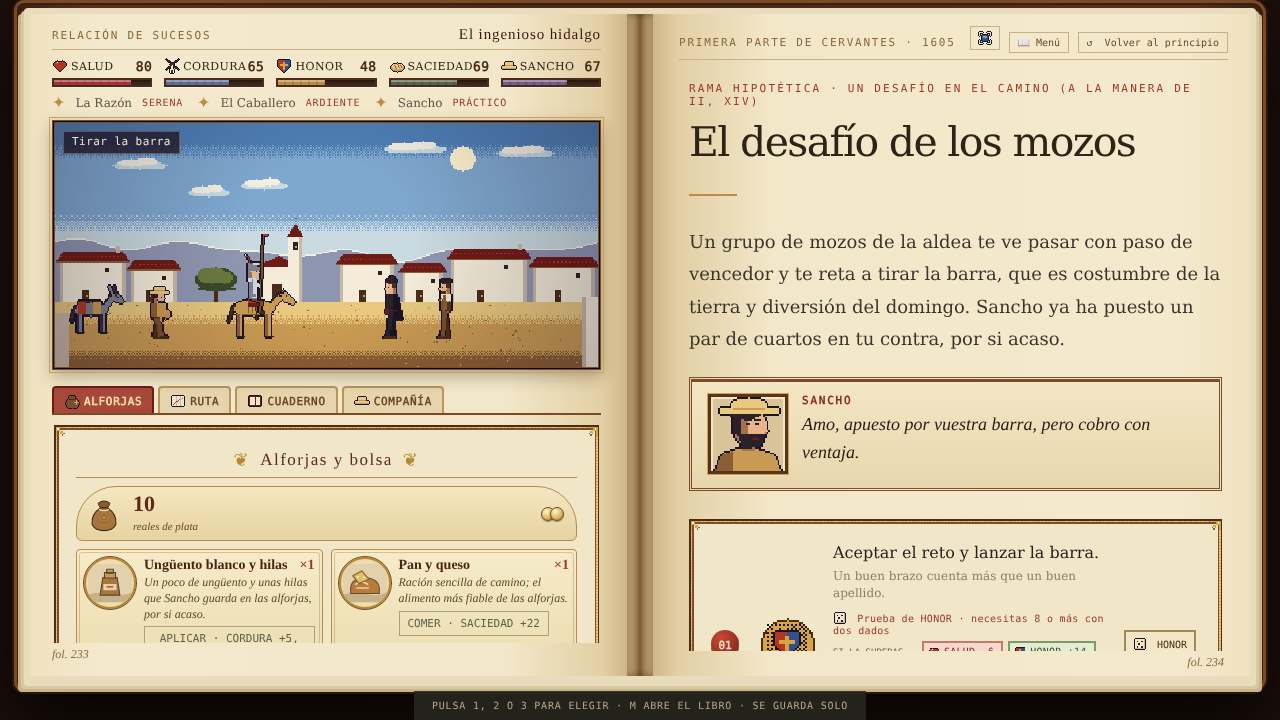 RELACIÓN DE SUCESOS
El ingenioso hidalgo
SALUD 80
CORDURA 65
HONOR 48
SACIEDAD 69
SANCHO 67
La Razón SERENA
El Caballero ARDIENTE
Sancho PRÁCTICO
Tirar la barra
ALFORJAS
RUTA
CUADERNO
COMPAÑÍA
Alforjas y bolsa
10
reales de plata
Ungüento blanco y hilas ×1
Un poco de ungüento y unas hilas
que Sancho guarda en las alforjas,
por si acaso.
APLICAR · CORDURA +5,
Pan y queso ×1
Ración sencilla de camino; el
alimento más fiable de las alforjas.
COMER · SACIEDAD +22
fol. 233
PRIMERA PARTE DE CERVANTES · 1605
Menú
↺ Volver al principio
RAMA HIPOTÉTICA · UN DESAFÍO EN EL CAMINO (A LA MANERA DE
II, XIV)
El desafío de los mozos
Un grupo de mozos de la aldea te ve pasar con paso de
vencedor y te reta a tirar la barra, que es costumbre de la
tierra y diversión del domingo. Sancho ya ha puesto un
par de cuartos en tu contra, por si acaso.
SANCHO
Amo, apuesto por vuestra barra, pero cobro con
ventaja.
Aceptar el reto y lanzar la barra.
Un buen brazo cuenta más que un buen
apellido.
Prueba de HONOR · necesitas 8 o más con
dos dados
01
HONOR
fol. 234
PULSA 1, 2 O 3 PARA ELEGIR · M ABRE EL LIBRO · SE GUARDA SOLO